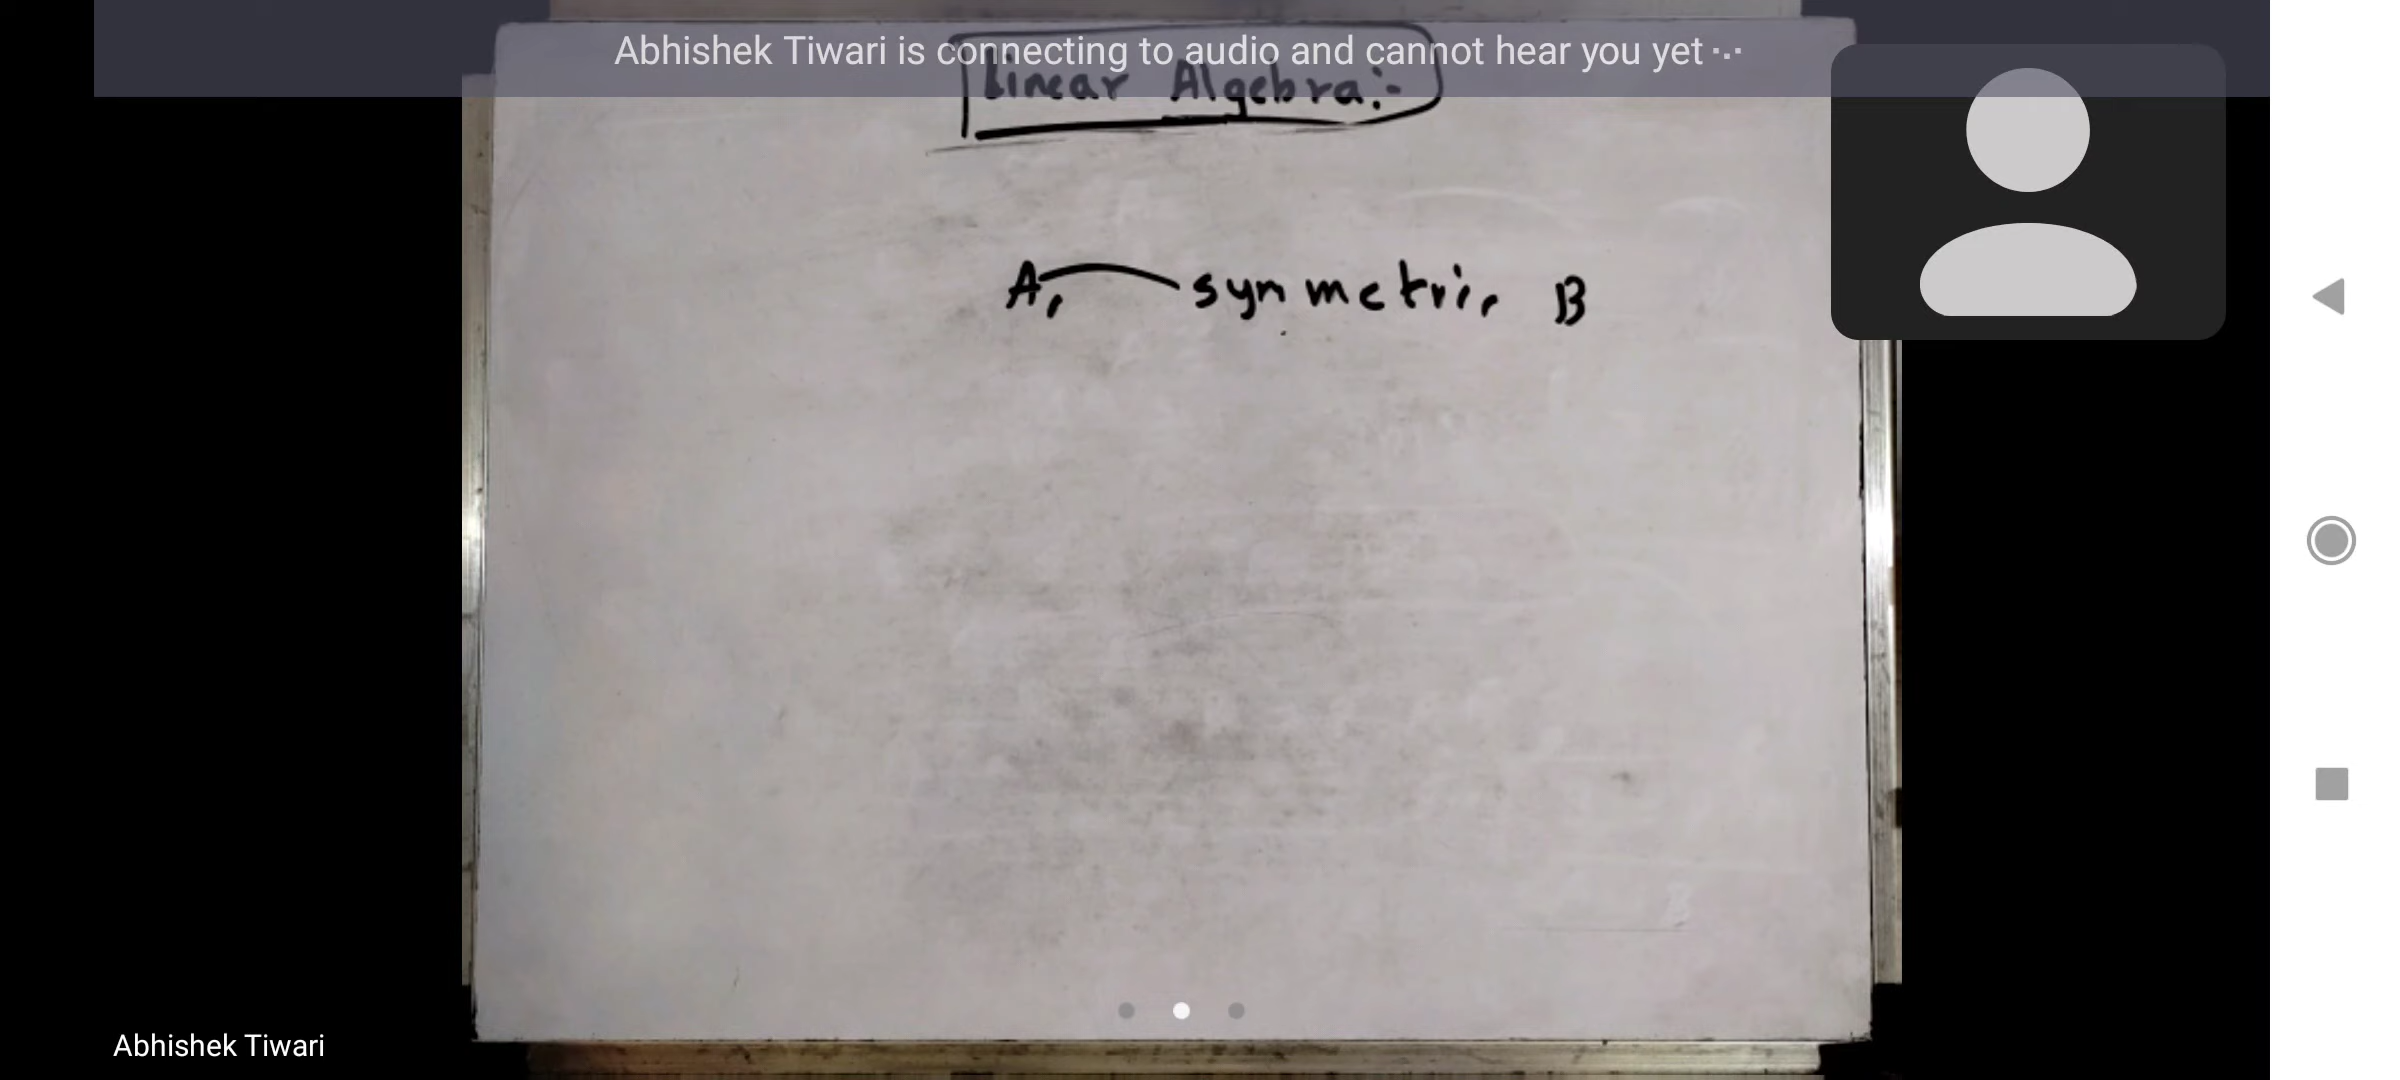 Abhishek Tiwari is connecting to audio and cannot hear you yet
Linear Algebra:-
A, symmetric, B
Abhishek Tiwari